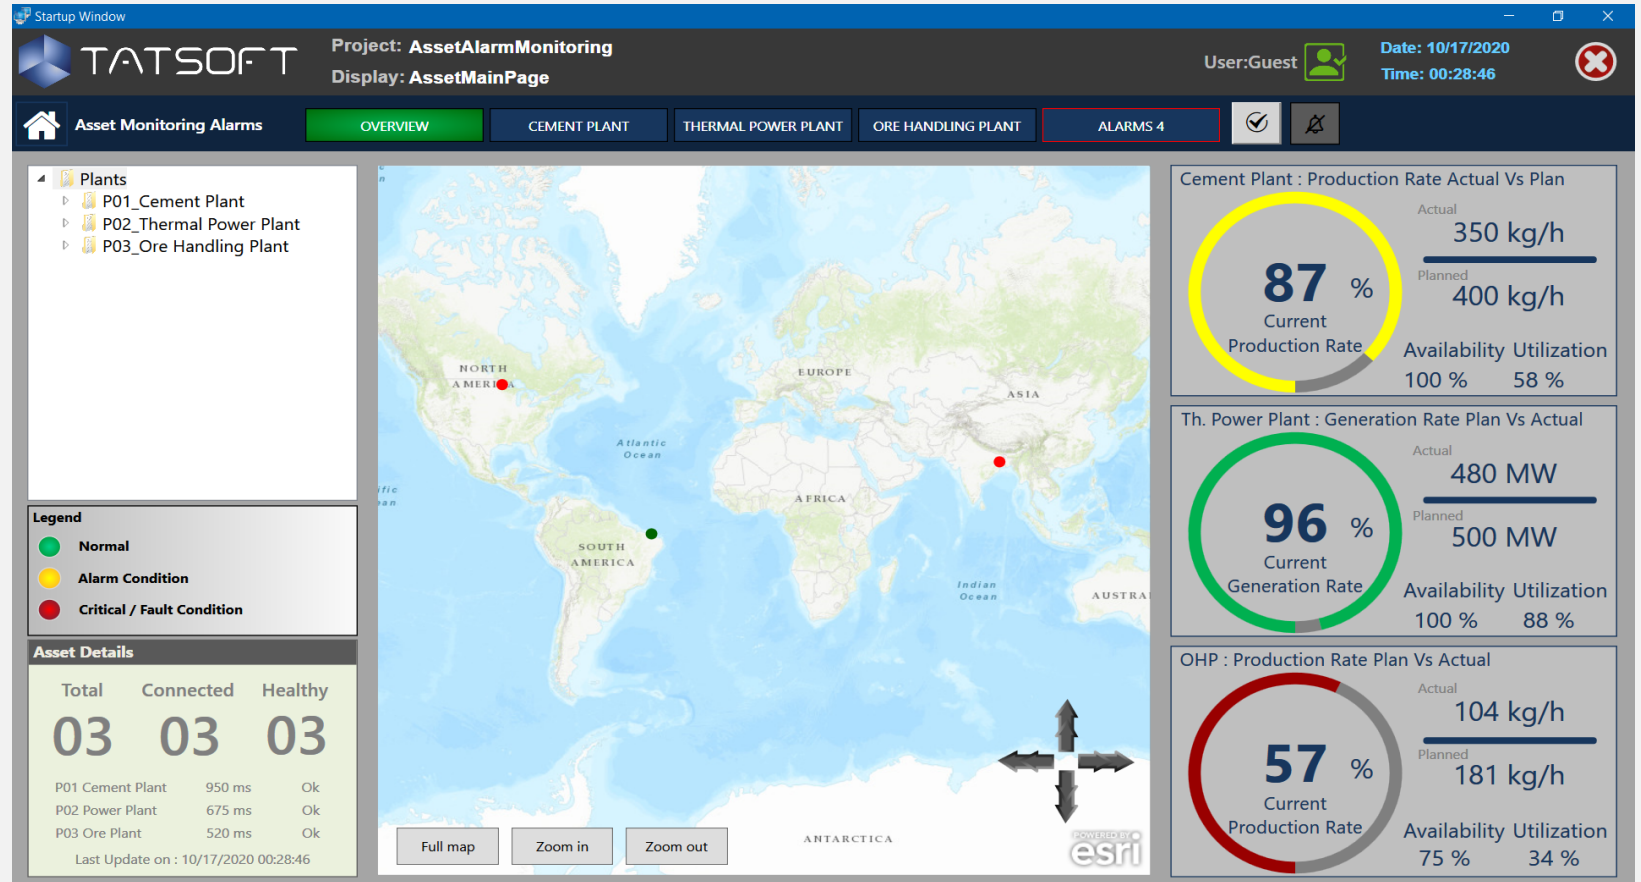 Startup Window
TATSOFT
Project: AssetAlarmMonitoring
Display: AssetMainPage
User:Guest
Date: 10/17/2020
Time: 00:28:46
Asset Monitoring Alarms
OVERVIEW
CEMENT PLANT
THERMAL POWER PLANT
ORE HANDLING PLANT
ALARMS 4
Plants
P01_Cement Plant
P02_Thermal Power Plant
P03_Ore Handling Plant
Legend
Normal
Alarm Condition
Critical / Fault Condition
Asset Details
Total Connected Healthy
03 03 03
P01 Cement Plant 950 ms Ok
P02 Power Plant 675 ms Ok
P03 Ore Plant 520 ms Ok
Last Update on : 10/17/2020 00:28:46
NORTH
AMERICA
EUROPE
ASIA
Atlantic
Ocean
AFRICA
SOUTH
AMERICA
Indian
Ocean
AUSTRA
ANTARCTICA
Full map
Zoom in
Zoom out
POWERED BY
esri
Cement Plant : Production Rate Actual Vs Plan
87 %
Current
Production Rate
Actual
350 kg/h
Planned
400 kg/h
Availability Utilization
100 % 58 %
Th. Power Plant : Generation Rate Plan Vs Actual
96 %
Current
Generation Rate
Actual
480 MW
Planned
500 MW
Availability Utilization
100 % 88 %
OHP : Production Rate Plan Vs Actual
57 %
Current
Production Rate
Actual
104 kg/h
Planned
181 kg/h
Availability Utilization
75 % 34 %